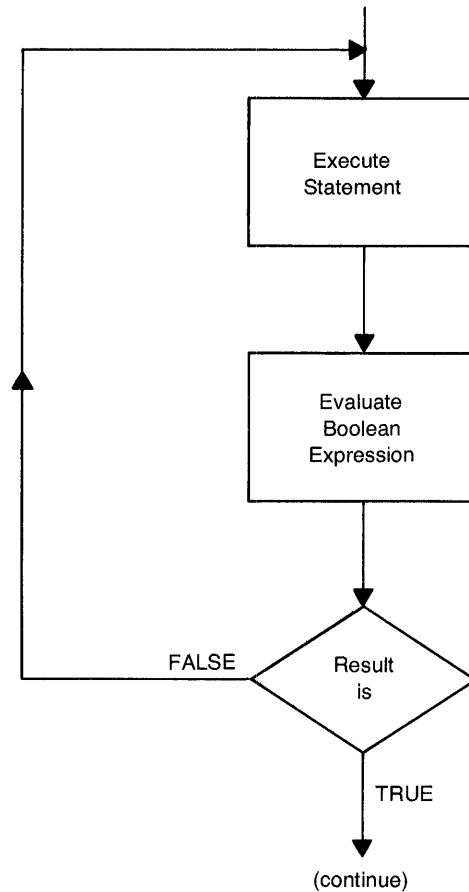 Execute
Statement
Evaluate
Boolean
Expression
FALSE
Result
is
TRUE
(continue)